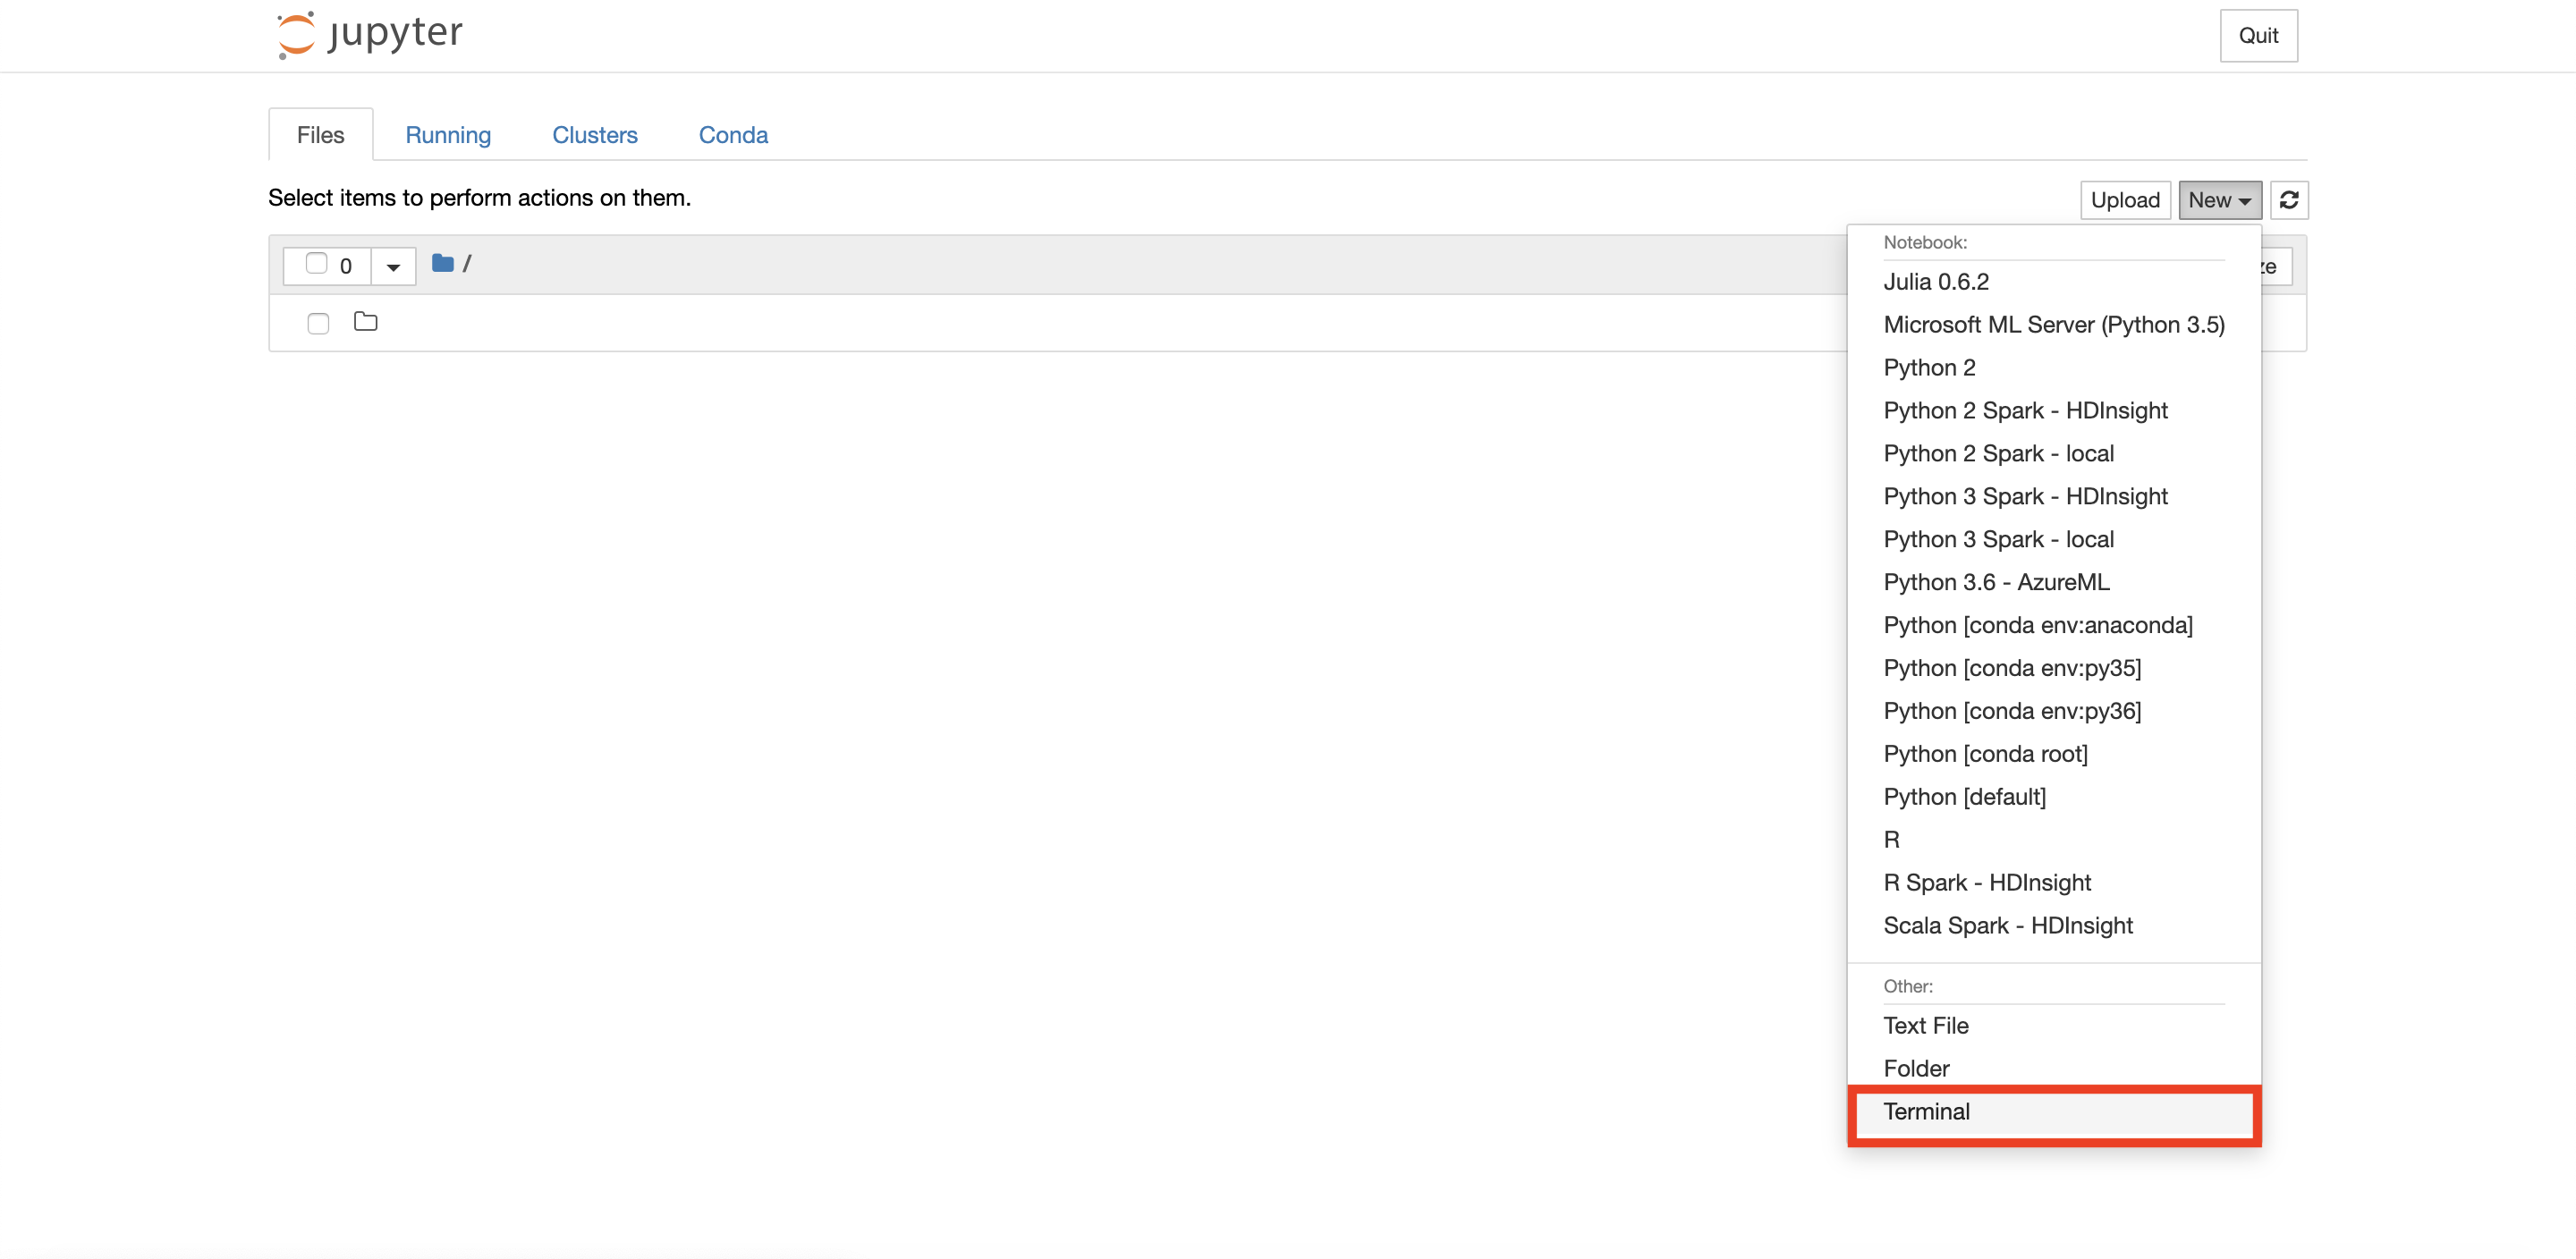 jupyter
Quit
Files Running Clusters Conda
Select items to perform actions on them.
Upload New
0 /
Notebook:
Julia 0.6.2
Microsoft ML Server (Python 3.5)
Python 2
Python 2 Spark - HDInsight
Python 2 Spark - local
Python 3 Spark - HDInsight
Python 3 Spark - local
Python 3.6 - AzureML
Python [conda env:anaconda]
Python [conda env:py35]
Python [conda env:py36]
Python [conda root]
Python [default]
R
R Spark - HDInsight
Scala Spark - HDInsight
Other:
Text File
Folder
Terminal